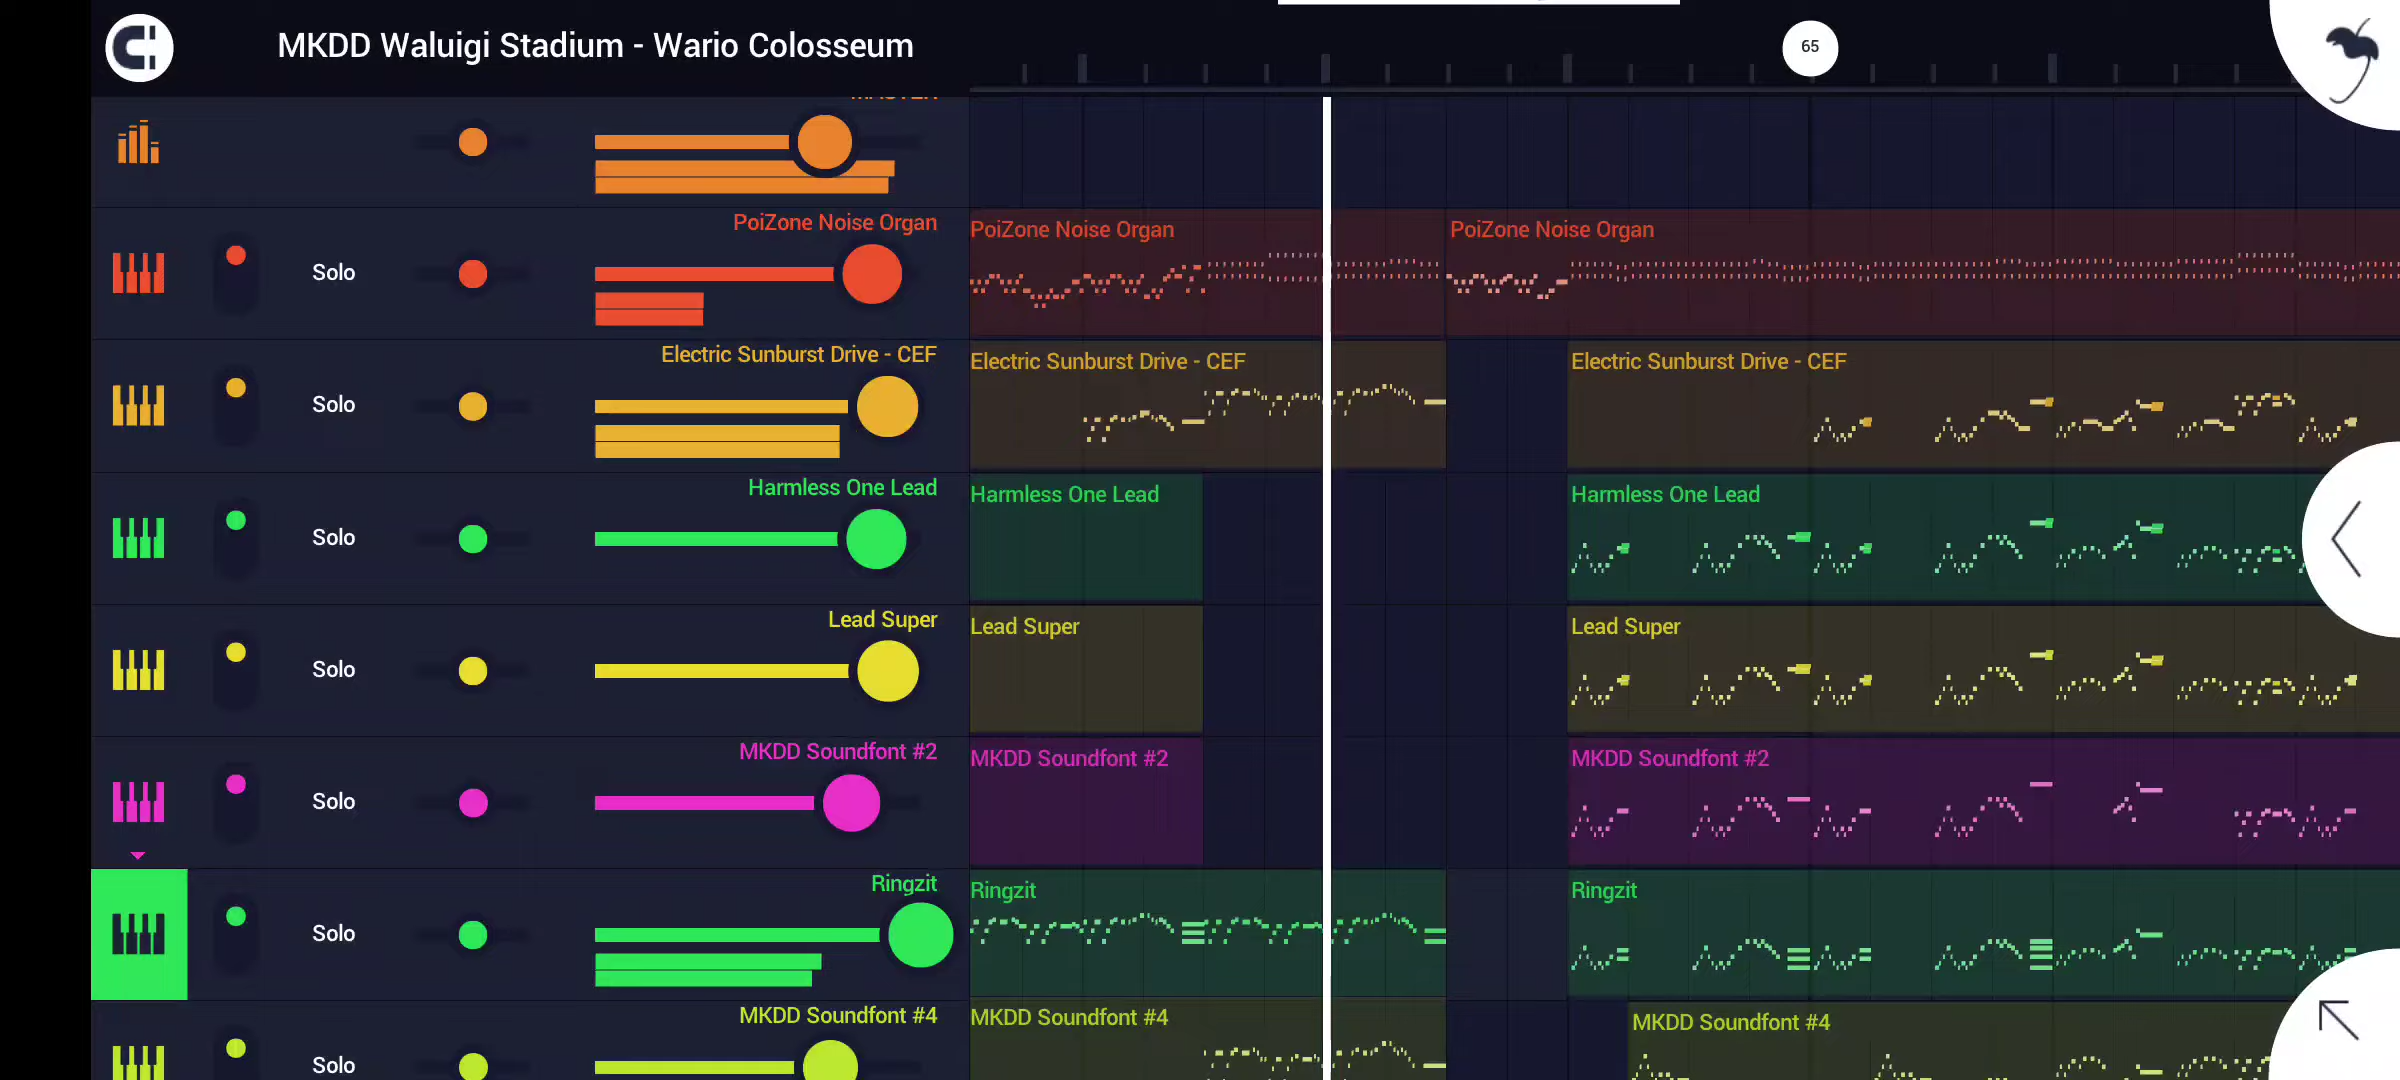 MKDD Waluigi Stadium - Wario Colosseum
65
MASTER
PoiZone Noise Organ
Solo
PoiZone Noise Organ
PoiZone Noise Organ
Electric Sunburst Drive - CEF
Solo
Electric Sunburst Drive - CEF
Electric Sunburst Drive - CEF
Harmless One Lead
Solo
Harmless One Lead
Harmless One Lead
Lead Super
Solo
Lead Super
Lead Super
MKDD Soundfont #2
Solo
MKDD Soundfont #2
MKDD Soundfont #2
Ringzit
Solo
Ringzit
Ringzit
MKDD Soundfont #4
Solo
MKDD Soundfont #4
MKDD Soundfont #4